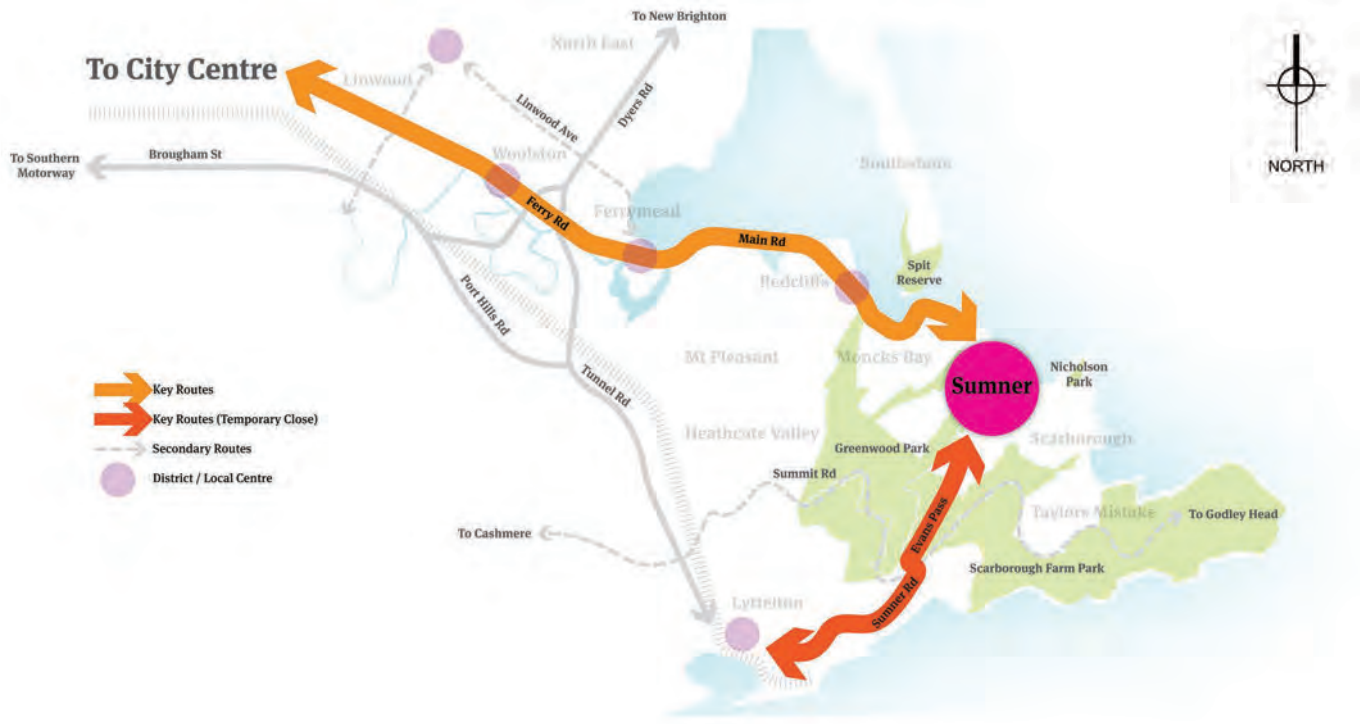 To New Brighton
North East
To City Centre
Linwood
Linwood Ave
Dyers Rd
NORTH
To Southern
Motorway
Brougham St
Woolston
Southshore
Ferry Rd
Ferrymead
Main Rd
Spit
Reserve
Redcliffs
Port Hills Rd
Mt Pleasant
Moncks Bay
Nicholson
Park
Sumner
Key Routes
Tunnel Rd
Key Routes (Temporary Close)
Heathcate Valley
Scarborough
Secondary Routes
Greenwood Park
District / Local Centre
Summit Rd
Evans Pass
Taylors Mistake
To Godley Head
To Cashmere
Scarborough Farm Park
Sumner Rd
Lyttelton